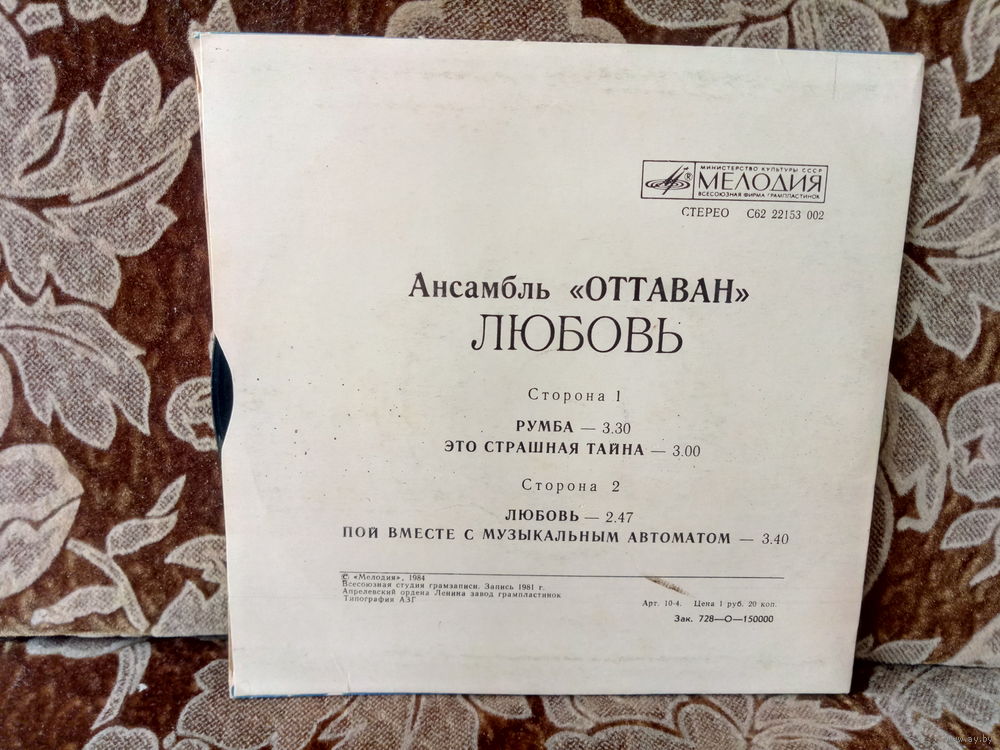 МИНИСТЕРСТВО КУЛЬТУРЫ СССР
МЕЛОДИЯ
ВСЕСОЮЗНАЯ ФИРМА ГРАМПЛАСТИНОК
СТЕРЕО С62 22153 002
Ансамбль «ОТТАВАН»
ЛЮБОВЬ
Сторона 1
РУМБА — 3.30
ЭТО СТРАШНАЯ ТАЙНА — 3.00
Сторона 2
ЛЮБОВЬ — 2.47
ПОЙ ВМЕСТЕ С МУЗЫКАЛЬНЫМ АВТОМАТОМ — 3.40
© «Мелодия», 1984
Всесоюзная студия грамзаписи. Запись 1981 г.
Апрелевский ордена Ленина завод грампластинок
Типография АЗГ
Арт. 10-4. Цена 1 руб. 20 коп.
Зак. 728—О—150000
www.ay.by